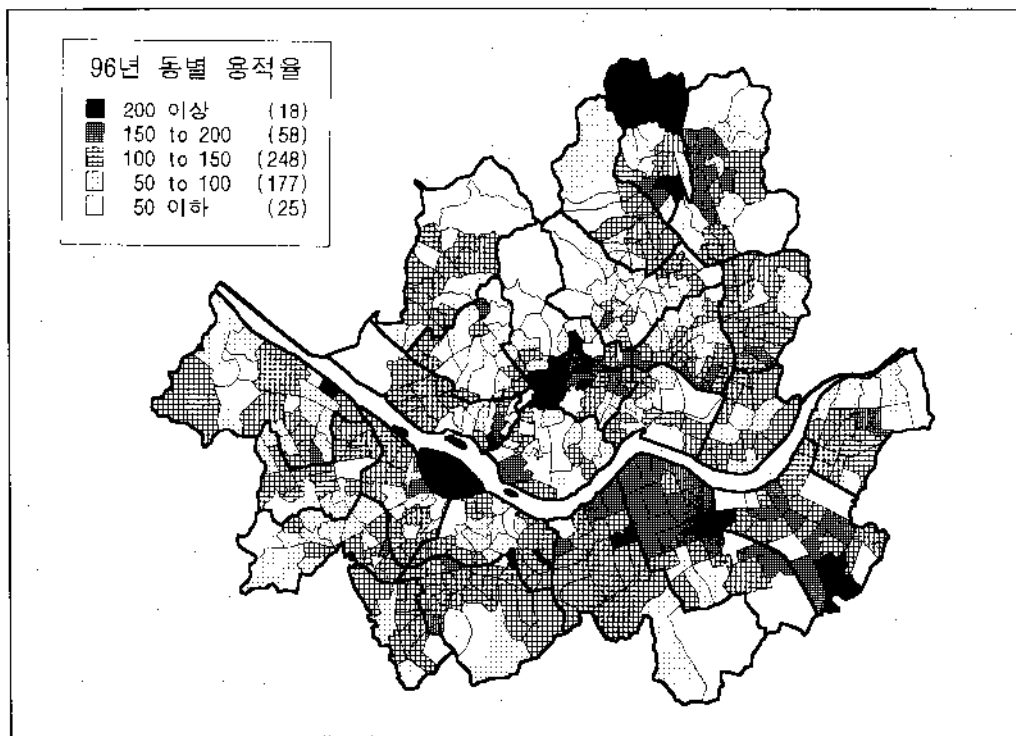 96년 동별 용적율
200 이상 (18)
150 to 200 (58)
100 to 150 (248)
50 to 100 (177)
50 이하 (25)